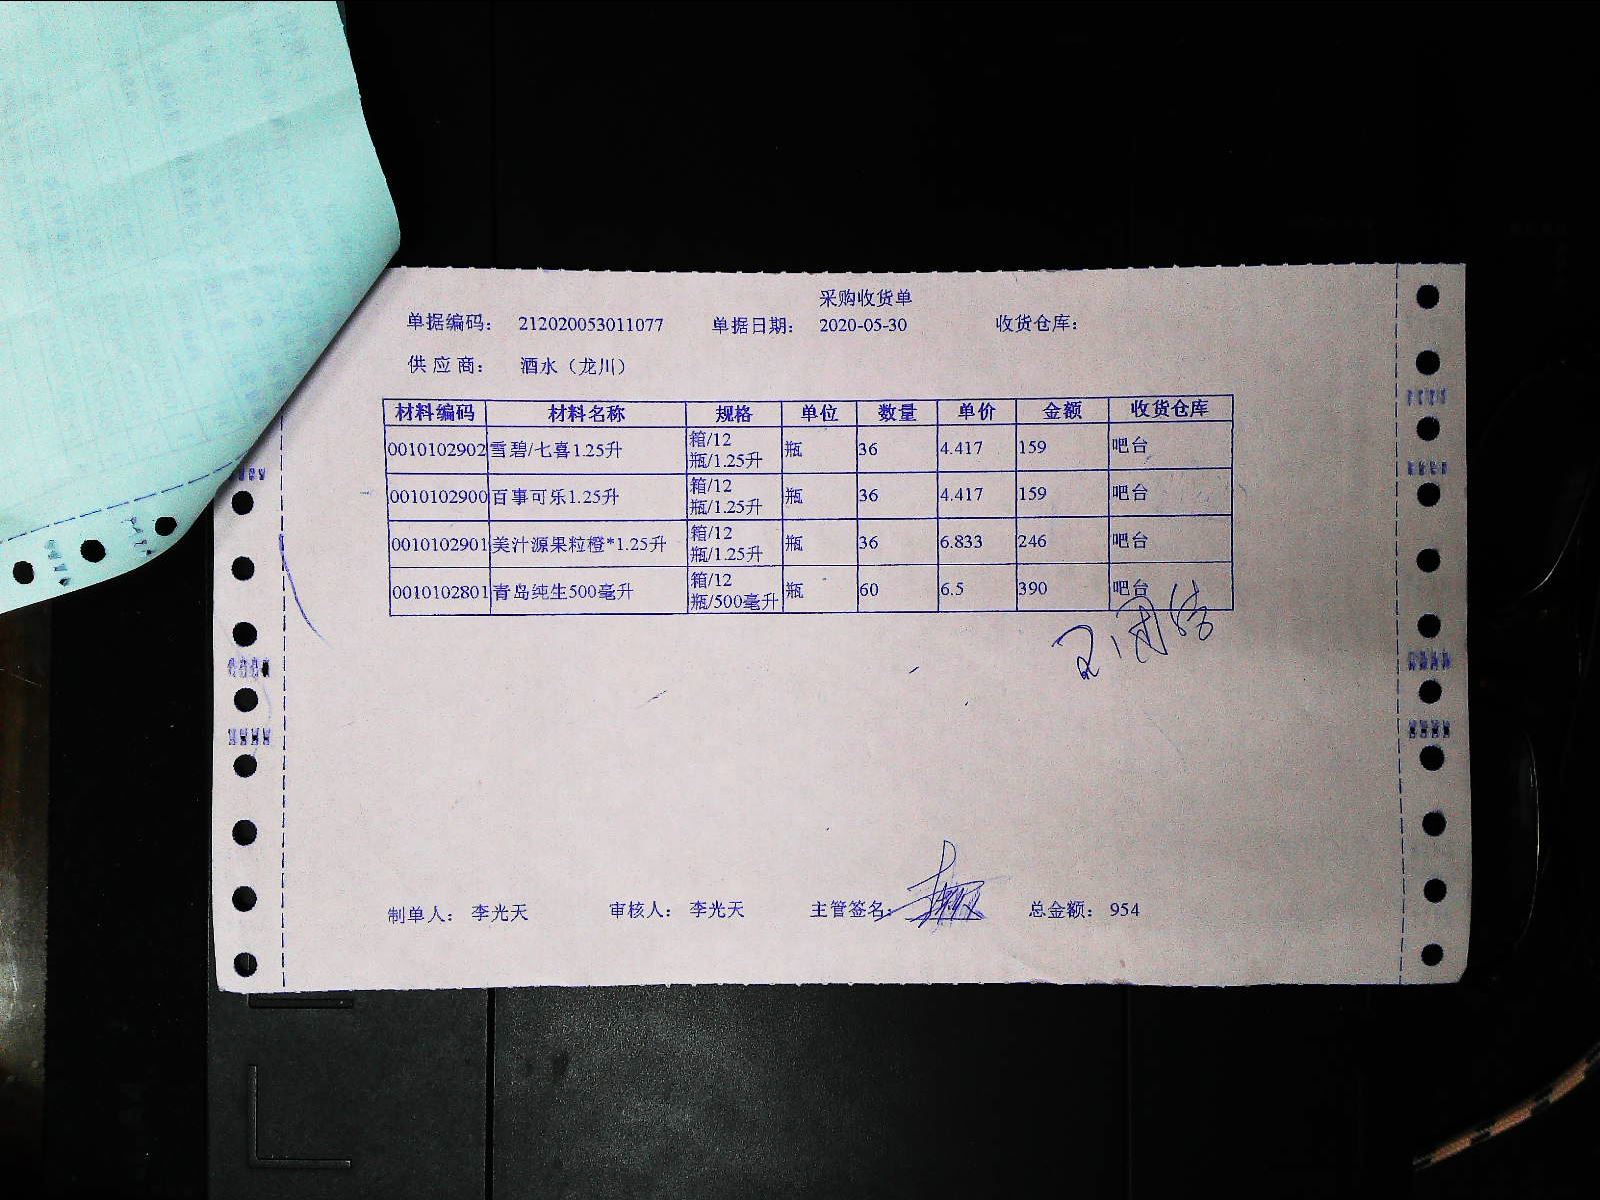 采购收货单
单据编码： 212020053011077 单据日期： 2020-05-30 收货仓库：
供应商： 酒水（龙川）
材料编码 材料名称 规格 单位 数量 单价 金额 收货仓库
0010102902 雪碧/七喜1.25升 箱/12瓶/1.25升 瓶 36 4.417 159 吧台
0010102900 百事可乐1.25升 箱/12瓶/1.25升 瓶 36 4.417 159 吧台
0010102901 美汁源果粒橙*1.25升 箱/12瓶/1.25升 瓶 36 6.833 246 吧台
0010102801 青岛纯生500毫升 箱/12瓶/500毫升 瓶 60 6.5 390 吧台
制单人： 李光天 审核人： 李光天 主管签名： 总金额： 954